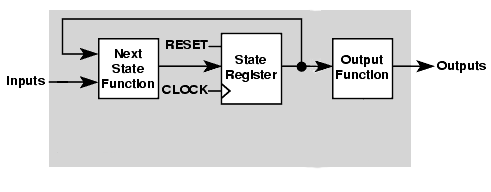 Inputs
Next
State
Function
RESET
CLOCK
State
Register
Output
Function
Outputs